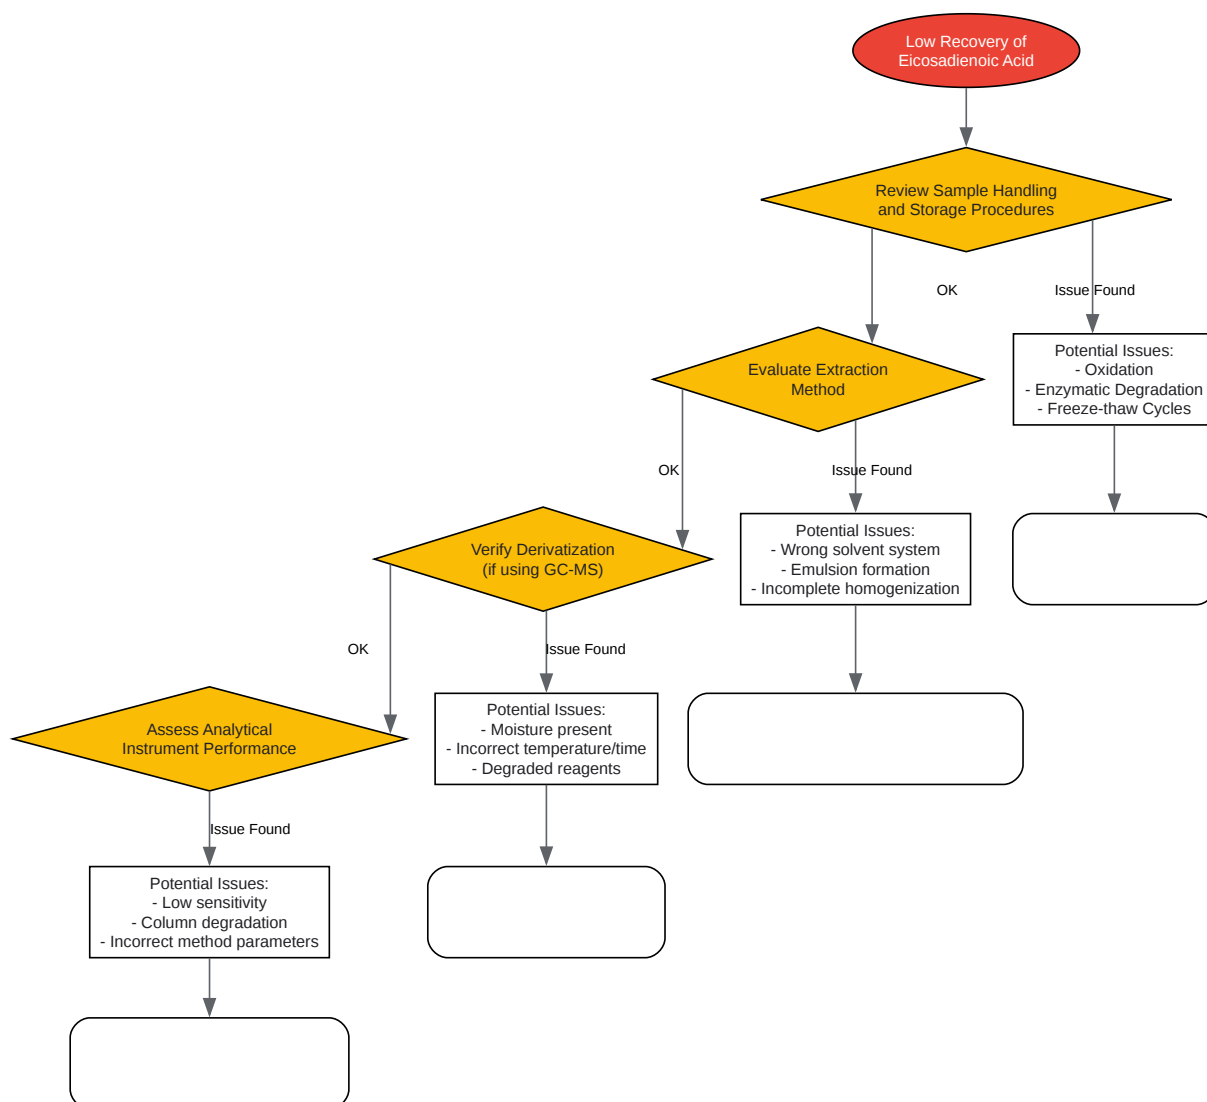 Low Recovery of
Eicosadienoic Acid
Review Sample Handling
and Storage Procedures
OK
Issue Found
Potential Issues:
- Oxidation
- Enzymatic Degradation
- Freeze-thaw Cycles
Evaluate Extraction
Method
OK
Issue Found
Potential Issues:
- Wrong solvent system
- Emulsion formation
- Incomplete homogenization
Verify Derivatization
(if using GC-MS)
OK
Issue Found
Potential Issues:
- Moisture present
- Incorrect temperature/time
- Degraded reagents
Assess Analytical
Instrument Performance
Issue Found
Potential Issues:
- Low sensitivity
- Column degradation
- Incorrect method parameters